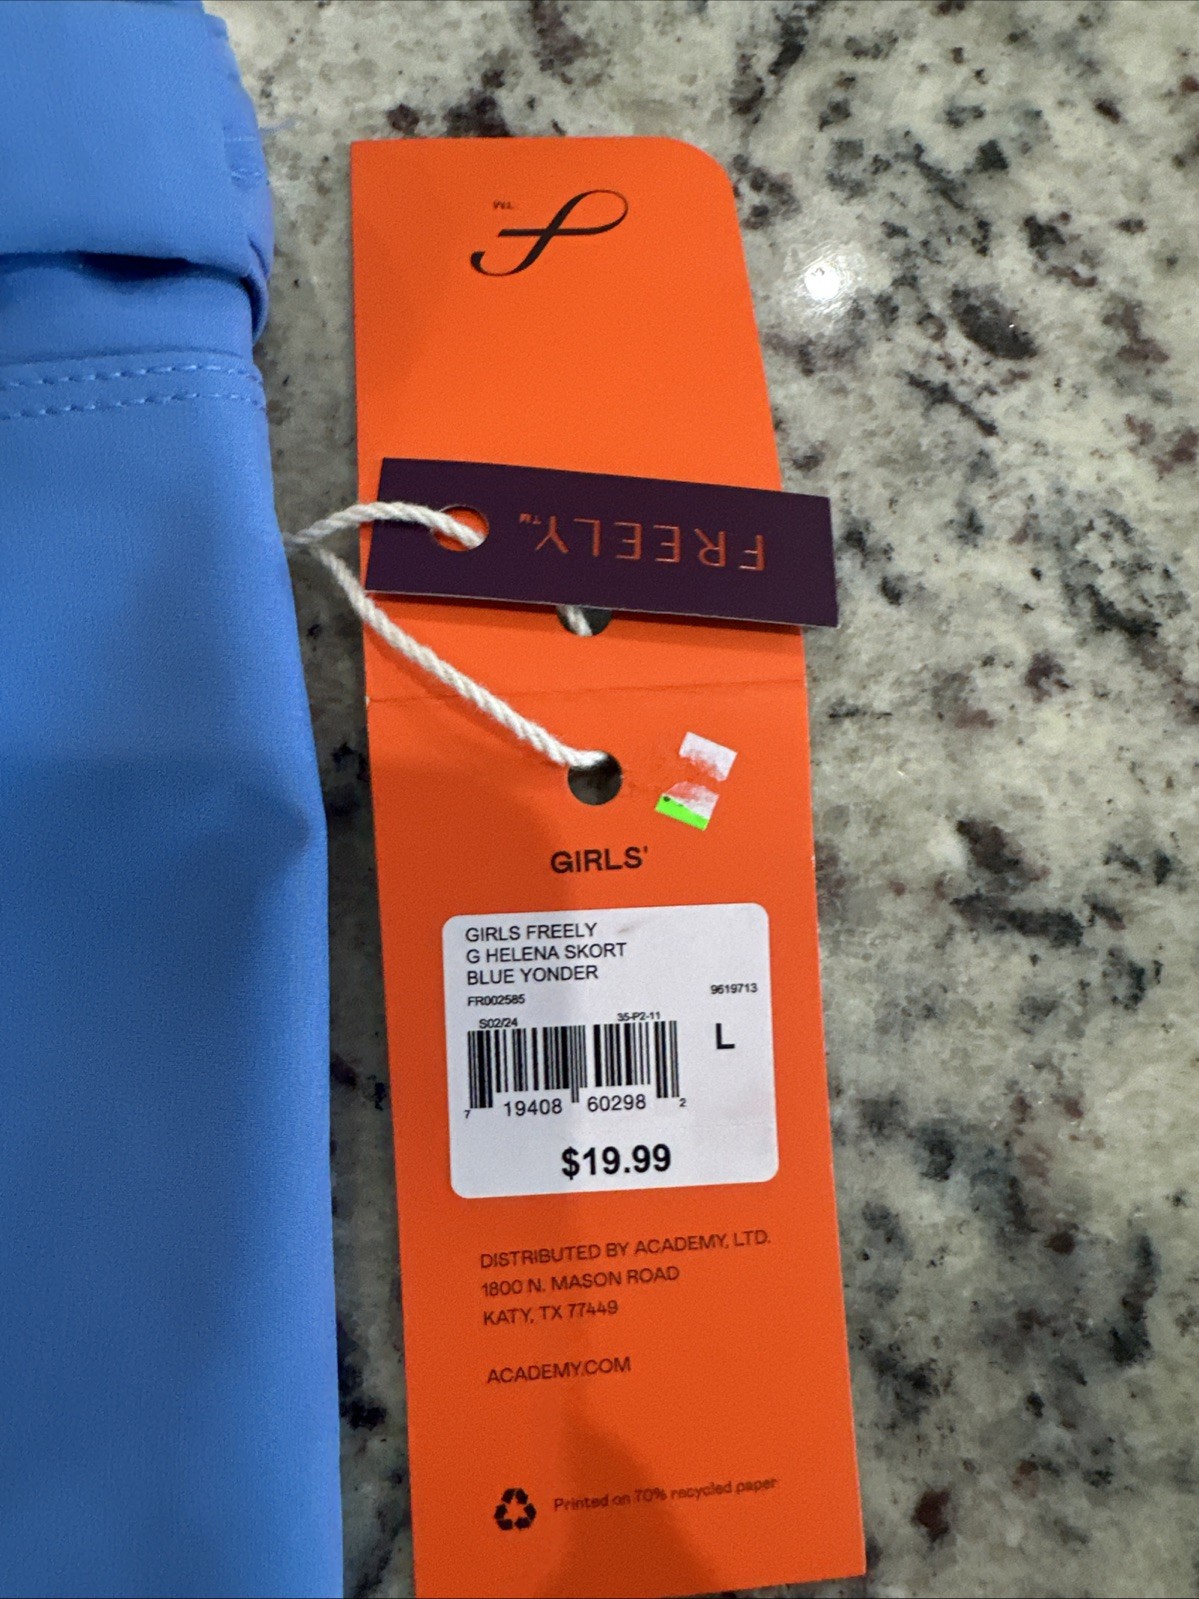 FREELY™
GIRLS'
GIRLS FREELY
G HELENA SKORT
BLUE YONDER
FR002585
9619713
S02/24
35-P2-11
L
7 19408 60298 2
$19.99
DISTRIBUTED BY ACADEMY, LTD.
1800 N. MASON ROAD
KATY, TX 77449
ACADEMY.COM
Printed on 70% recycled paper